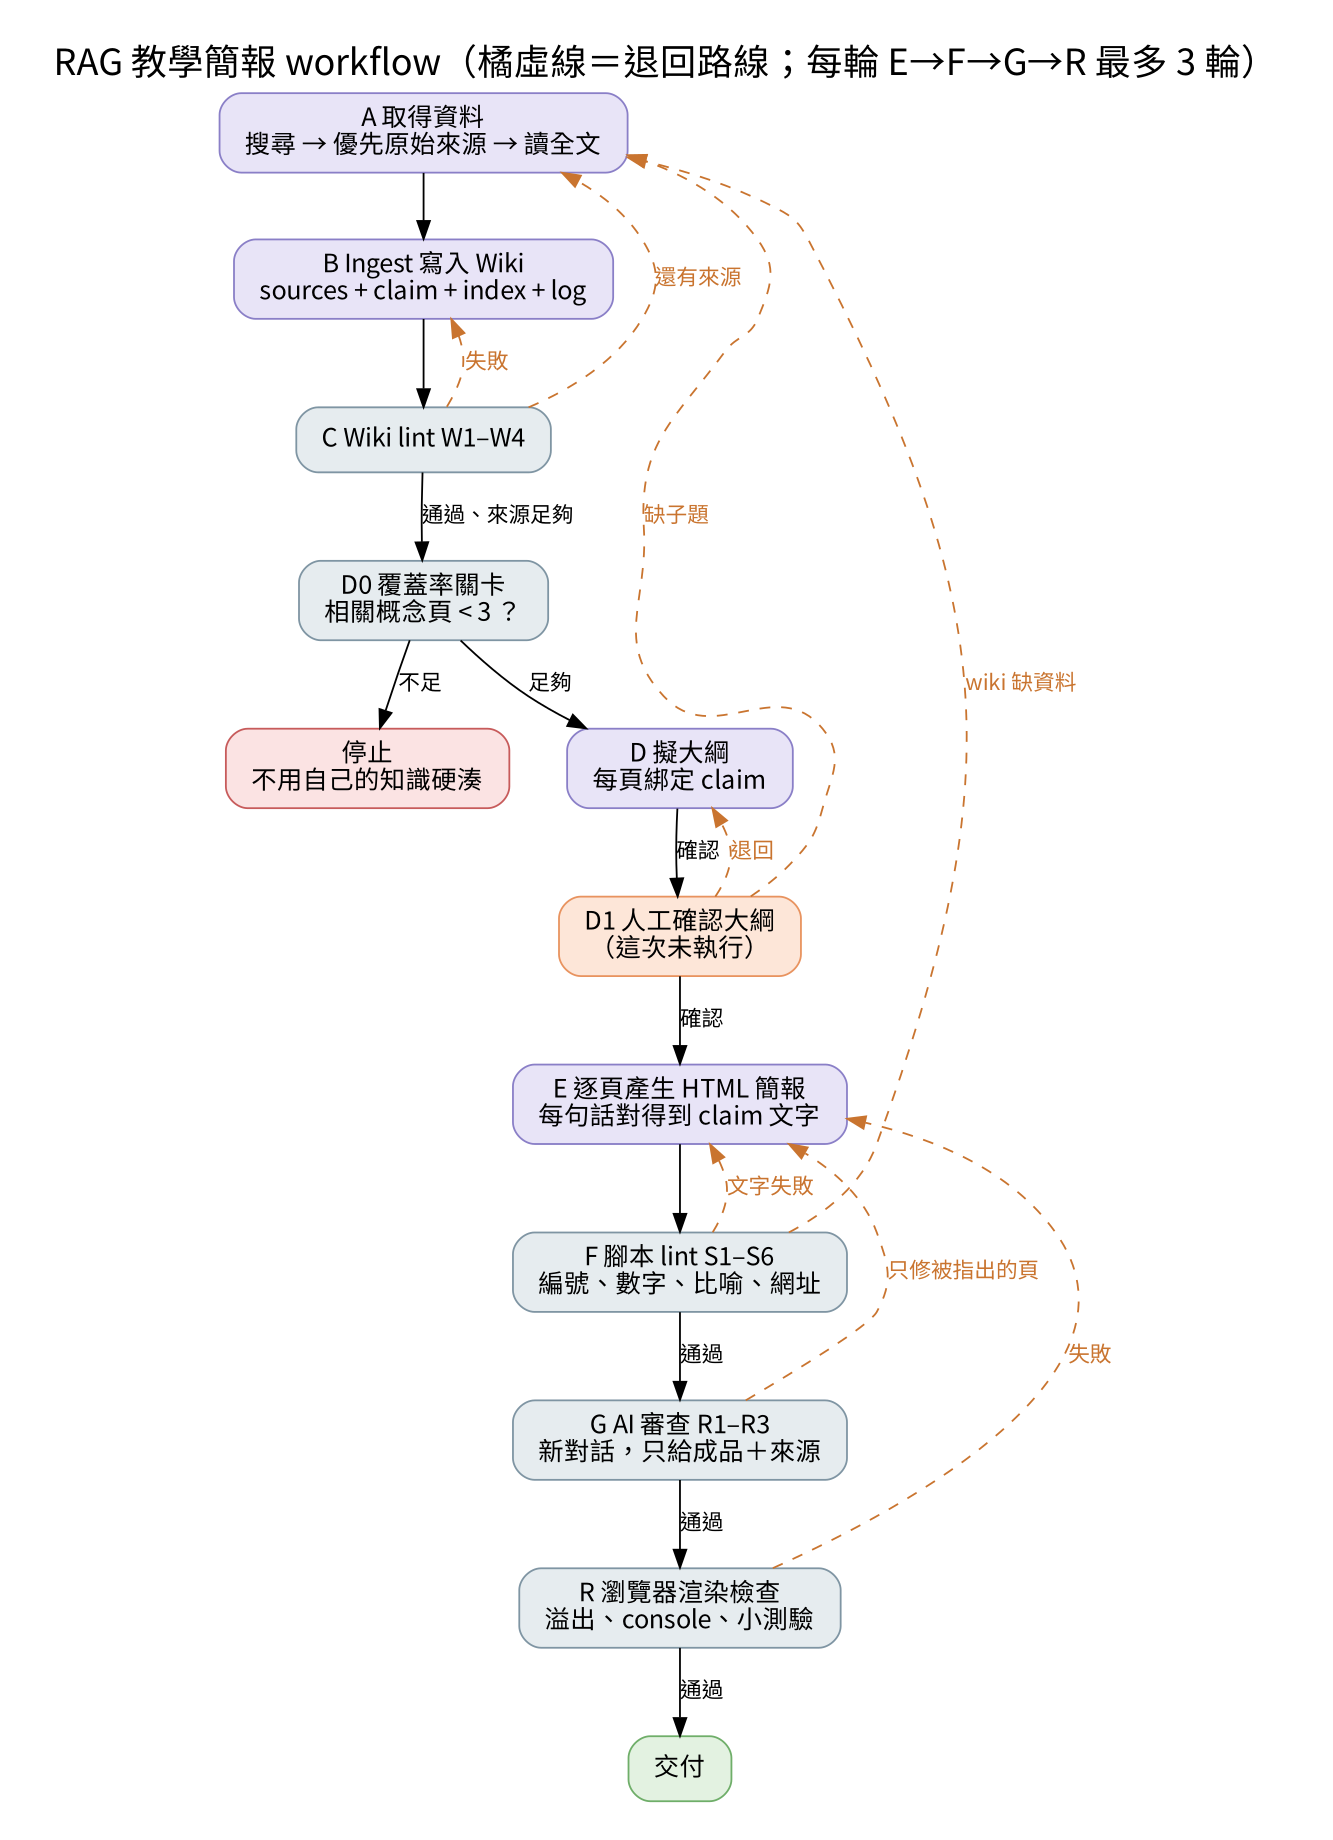 RAG 教學簡報 workflow（橘虛線＝退回路線；每輪 E→F→G→R 最多 3 輪）
A 取得資料
搜尋 → 優先原始來源 → 讀全文
B Ingest 寫入 Wiki
sources + claim + index + log
還有來源
失敗
C Wiki lint W1–W4
通過、來源足夠
缺子題
D0 覆蓋率關卡
相關概念頁 < 3 ？
不足
足夠
wiki 缺資料
停止
不用自己的知識硬湊
D 擬大綱
每頁綁定 claim
確認
退回
D1 人工確認大綱
（這次未執行）
確認
E 逐頁產生 HTML 簡報
每句話對得到 claim 文字
文字失敗
F 腳本 lint S1–S6
編號、數字、比喻、網址
只修被指出的頁
通過
失敗
G AI 審查 R1–R3
新對話，只給成品＋來源
通過
R 瀏覽器渲染檢查
溢出、console、小測驗
通過
交付